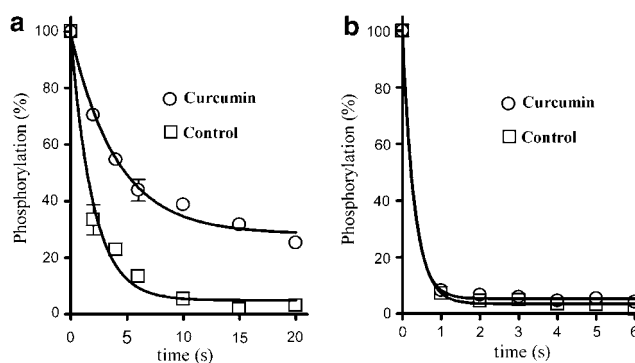 a
Phosphorylation (%)
100
80
60
40
20
0
Curcumin
Control
0 5 10 15 20
time (s)
b
Phosphorylation (%)
100
80
60
40
20
0
Curcumin
Control
0 1 2 3 4 5 6
time (s)